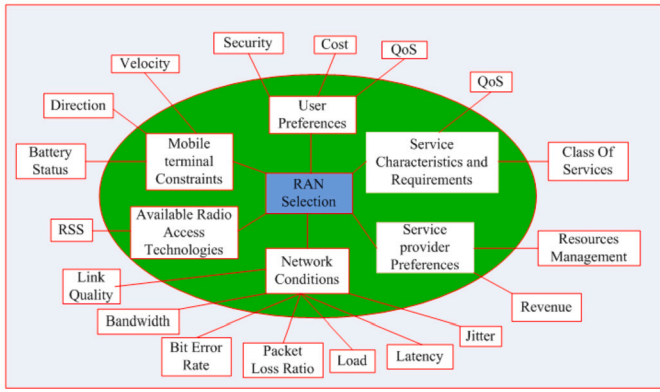 Security
Cost
QoS
Velocity
User
Preferences
QoS
Direction
Mobile
terminal
Constraints
Service
Characteristics and
Requirements
Battery
Status
Class Of
Services
RAN
Selection
RSS
Available Radio
Access
Technologies
Service
provider
Preferences
Resources
Management
Network
Conditions
Link
Quality
Bandwidth
Revenue
Bit Error
Rate
Packet
Loss Ratio
Load
Latency
Jitter